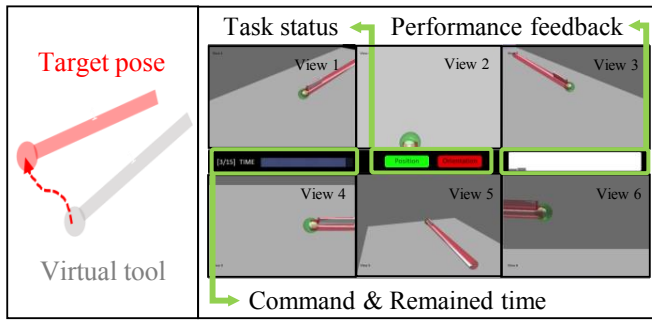 Task status
Performance feedback
Target pose
View 1
View 2
View 3
[3/15] TIME
Position
Orientation
View 4
View 5
View 6
Virtual tool
Command & Remained time